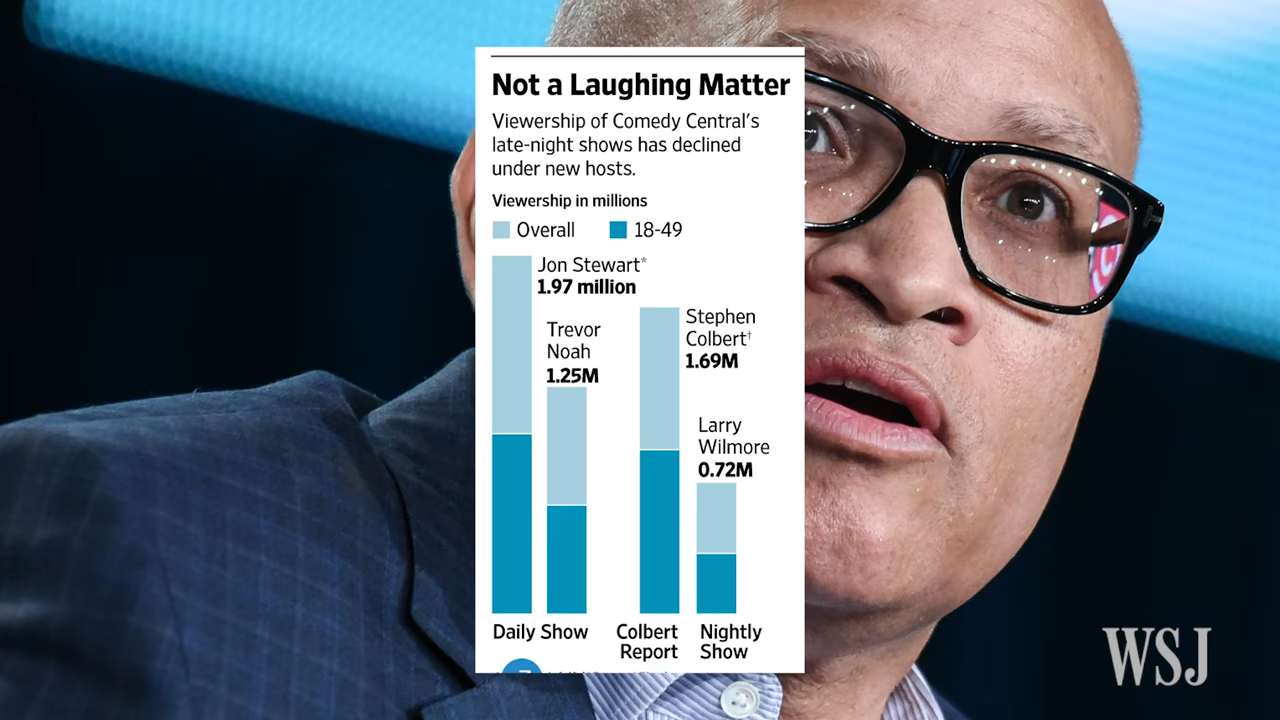 Not a Laughing Matter
Viewership of Comedy Central's
late-night shows has declined
under new hosts.
Viewership in millions
Overall
18-49
Jon Stewart*
1.97 million
Trevor
Noah
1.25M
Stephen
Colbert†
1.69M
Larry
Wilmore
0.72M
Daily Show
Colbert
Report
Nightly
Show
WSJ